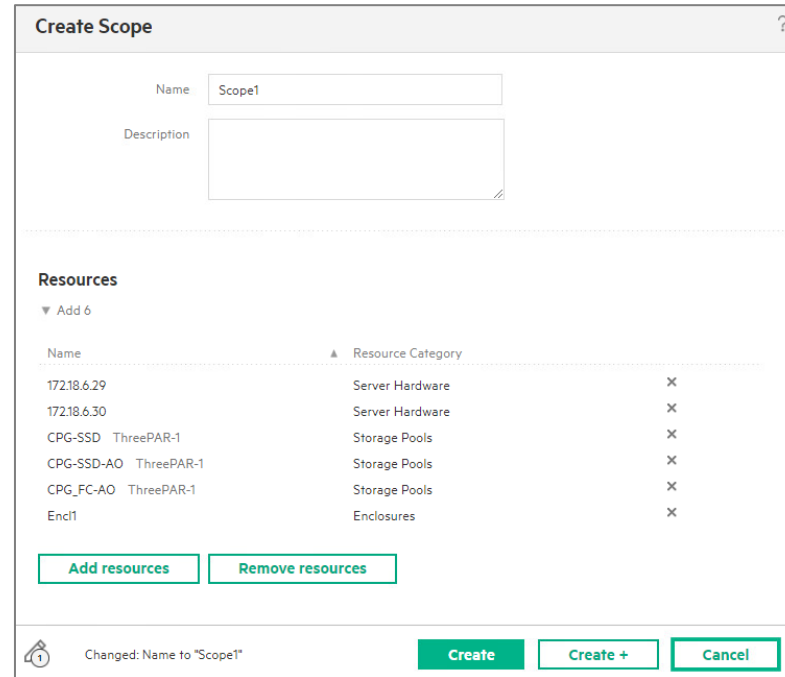 Create Scope ?
Name Scope1
Description
Resources
▼ Add 6
Name ▲ Resource Category
172.18.6.29 Server Hardware ×
172.18.6.30 Server Hardware ×
CPG-SSD ThreePAR-1 Storage Pools ×
CPG-SSD-AO ThreePAR-1 Storage Pools ×
CPG_FC-AO ThreePAR-1 Storage Pools ×
Encl1 Enclosures ×
Add resources Remove resources
1 Changed: Name to "Scope1" Create Create + Cancel